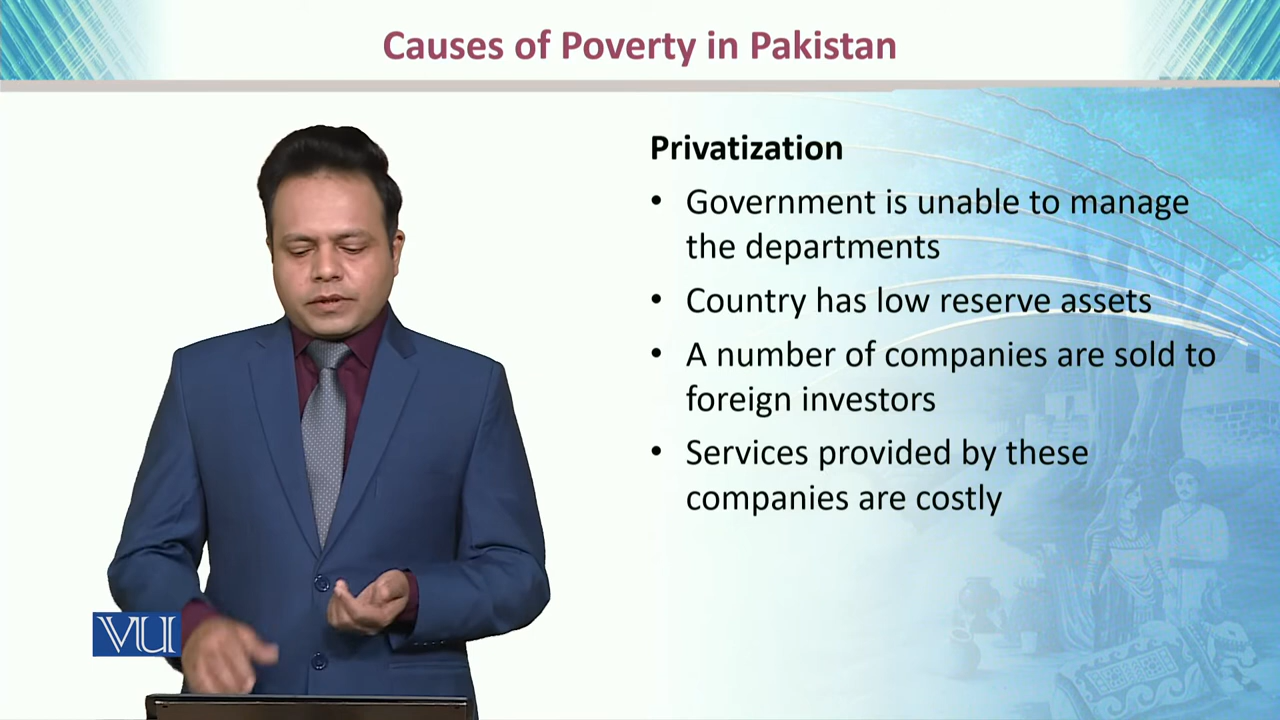 Causes of Poverty in Pakistan
Privatization
• Government is unable to manage
the departments
• Country has low reserve assets
• A number of companies are sold to
foreign investors
• Services provided by these
companies are costly
VU